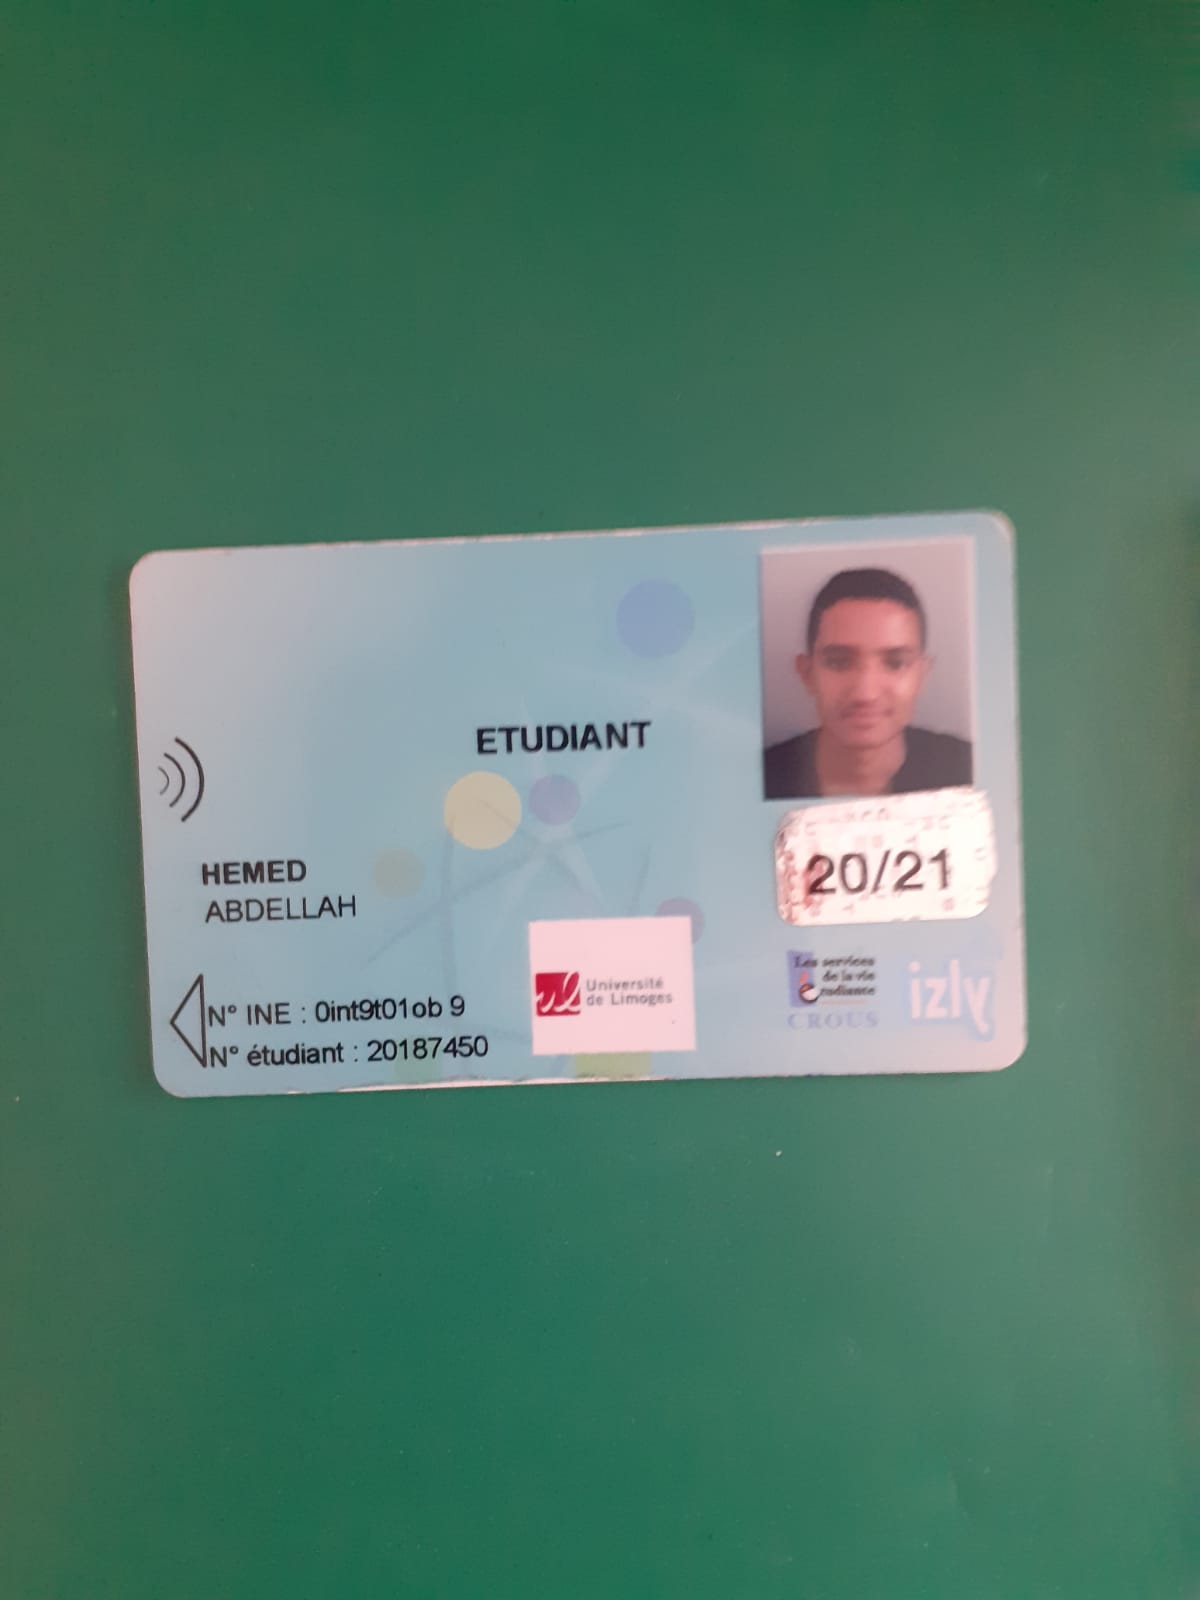 ETUDIANT
HEMED
ABDELLAH
20/21
N° INE : 0int9t01ob 9
N° étudiant : 20187450
Université
de Limoges
Les services
de la vie
étudiante
CROUS
izly